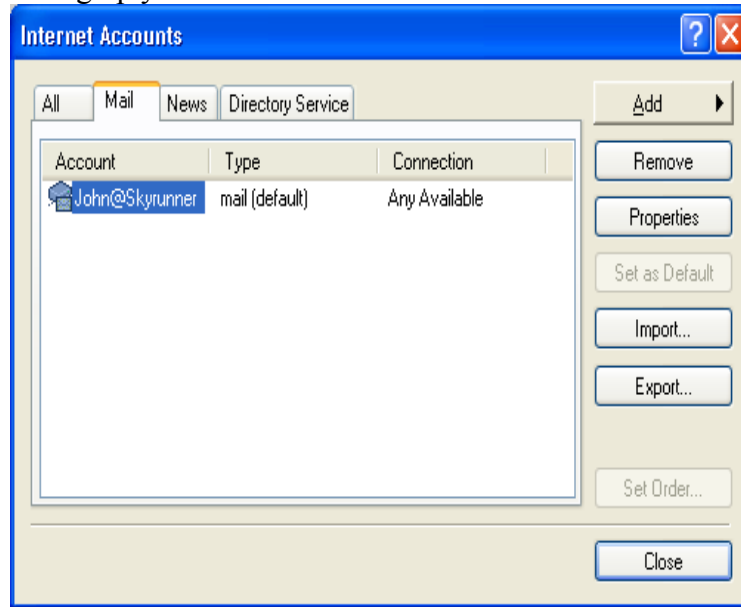 Internet Accounts
All Mail News Directory Service
Add
Account Type Connection
Remove
John@Skyrunner mail (default) Any Available
Properties
Set as Default
Import...
Export...
Set Order...
Close